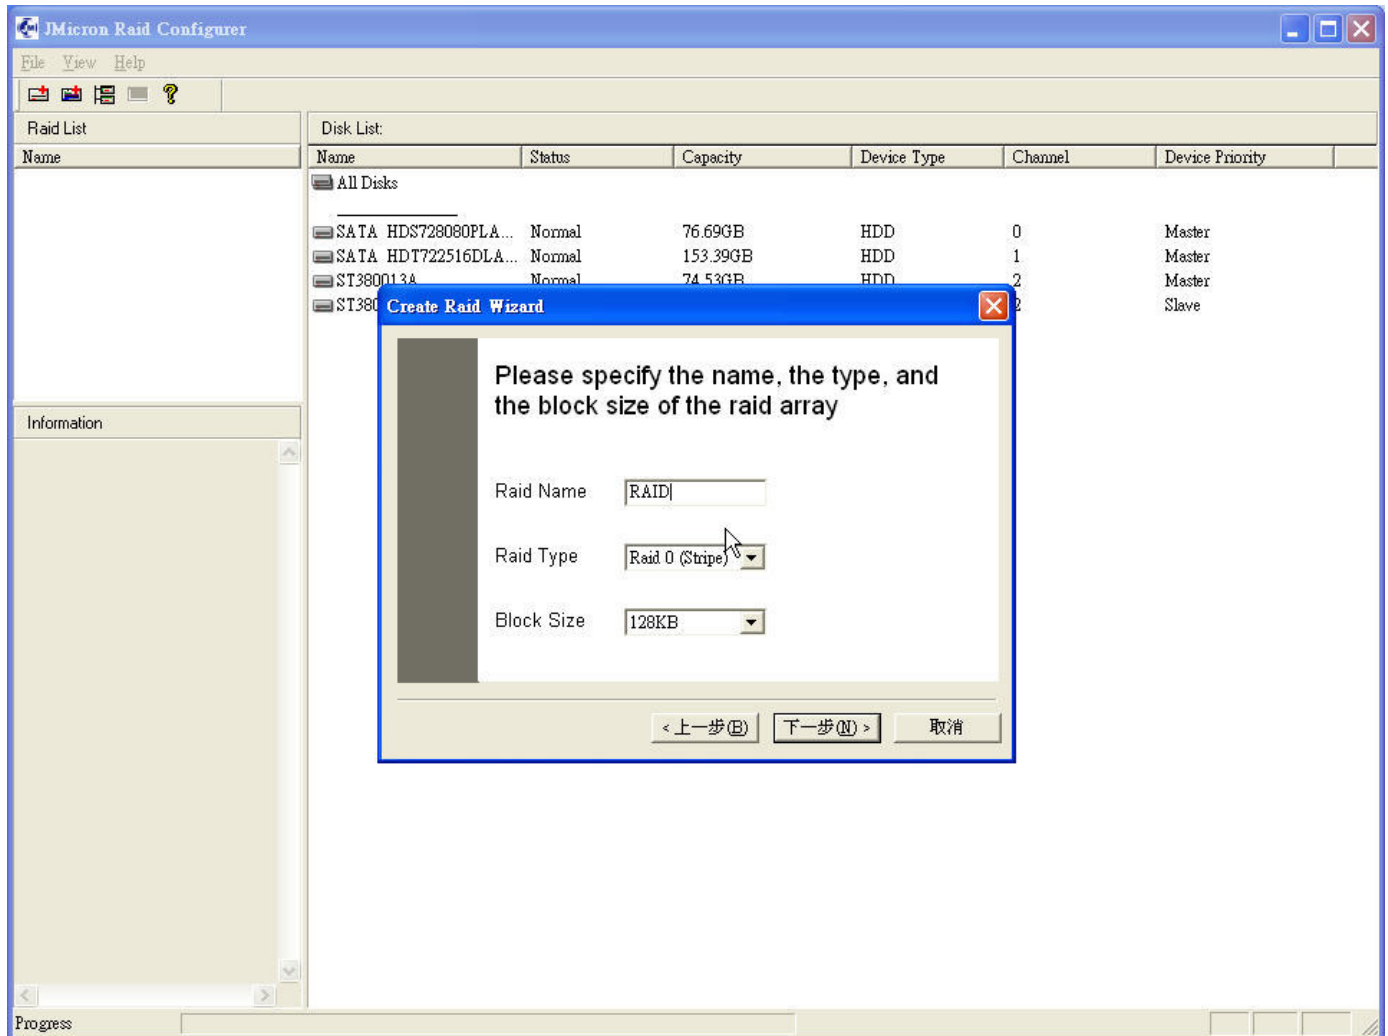 JMicron Raid Configurer
File View Help
Raid List
Disk List:
Name
Name Status Capacity Device Type Channel Device Priority
All Disks
SATA HDS728080PLA... Normal 76.69GB HDD 0 Master
SATA HDT722516DLA... Normal 153.39GB HDD 1 Master
ST380013A Normal 74.53GB HDD 2 Master
ST380 2 Slave
Create Raid Wizard
Please specify the name, the type, and
the block size of the raid array
Information
Raid Name RAID
Raid Type Raid 0 (Stripe)
Block Size 128KB
<上一步(B) 下一步(N) > 取消
Progress